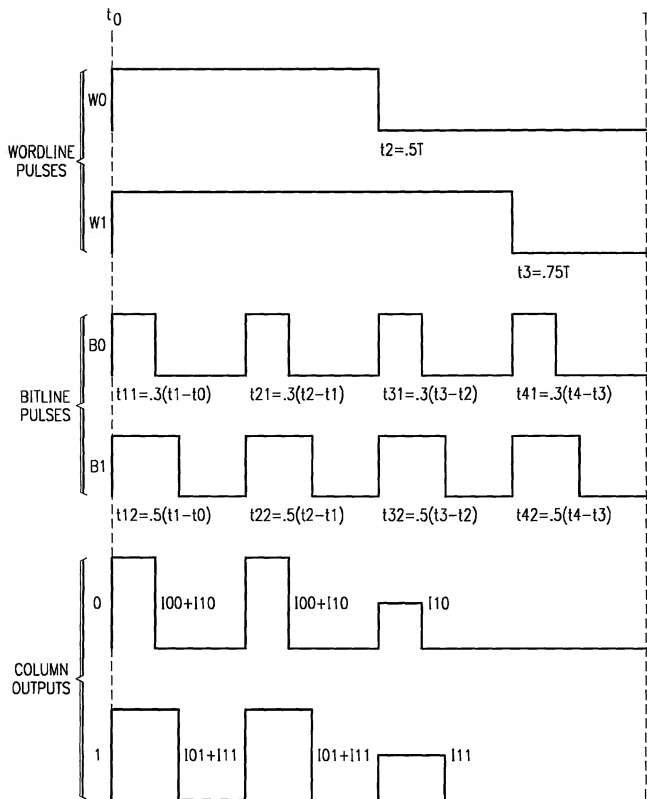 t0 T
W0
WORDLINE
PULSES
t2=.5T
W1
t3=.75T
B0
t11=.3(t1-t0) t21=.3(t2-t1) t31=.3(t3-t2) t41=.3(t4-t3)
BITLINE
PULSES
B1
t12=.5(t1-t0) t22=.5(t2-t1) t32=.5(t3-t2) t42=.5(t4-t3)
0 I00+I10 I00+I10 I10
COLUMN
OUTPUTS
1 I01+I11 I01+I11 I11